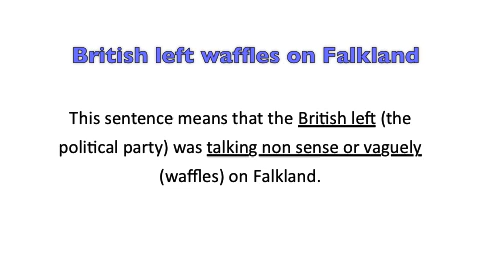 British left waffles on Falkland
This sentence means that the British left (the
political party) was talking non sense or vaguely
(waffles) on Falkland.